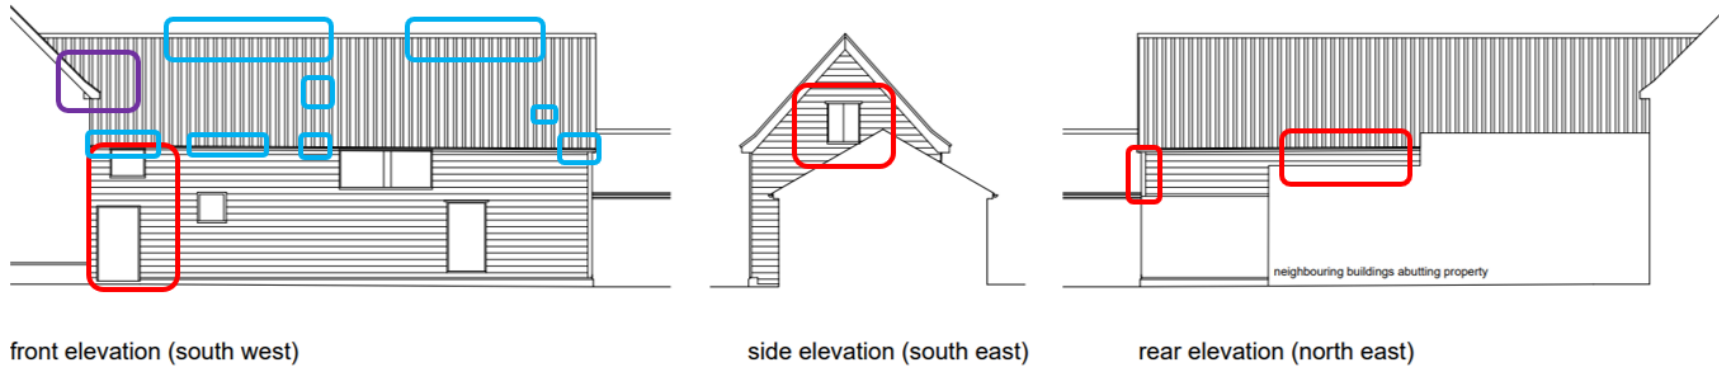 neighbouring buildings abutting property
front elevation (south west)
side elevation (south east)
rear elevation (north east)